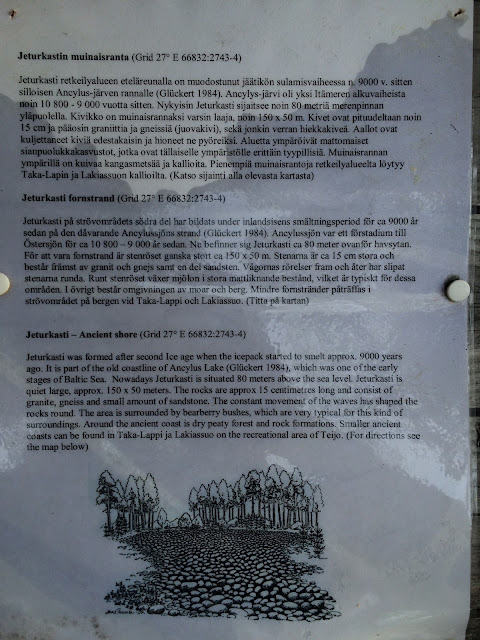 Jeturkastin muinaisranta (Grid 27° E 66832:2743-4)
Jeturkasti retkeilyalueen eteläreunalla on muodostunut jäätikön sulamisvaiheessa n. 9000 v. sitten
silloisen Ancylus-järven rannalle (Glückert 1984). Ancylys-järvi oli yksi Itämeren alkuvaiheista
noin 10 800 - 9 000 vuotta sitten. Nykyisin Jeturkasti sijaitsee noin 80 metriä merenpinnan
yläpuolella. Kivikko on muinaisrannaksi varsin laaja, noin 150 x 50 m. Kivet ovat pituudeltaan noin
15 cm ja pääosin graniittia ja gneissiä (juovakivi), sekä jonkin verran hiekkakiveä. Aallot ovat
kuljettaneet kiviä edestakaisin ja hioneet ne pyöreiksi. Aluetta ympäröivät mattomaiset
sianpuolukkakasvustot, jotka ovat tällaiselle ympäristölle erittäin tyypillisiä. Muinaisrannan
ympärillä on kuivaa kangasmetsää ja kallioita. Pienempiä muinaisrantoja retkeilyalueelta löytyy
Taka-Lapin ja Lakiassuon kallioilta. (Katso sijainti alla olevasta kartasta)
Jeturkasti fornstrand (Grid 27° E 66832:2743-4)
Jeturkasti på strövområdets södra del har bildats under inlandsisens smältningsperiod för ca 9000 år
sedan på den dåvarande Ancylussjöns strand (Glückert 1984). Ancylussjön var ett förstadium till
Östersjön för ca 10 800 – 9 000 år sedan. Nu befinner sig Jeturkasti ca 80 meter ovanför havsytan.
För att vara fornstrand är stenröset ganska stort ca 150 x 50 m. Stenarna är ca 15 cm stora och
består främst av granit och gnejs samt en del sandsten. Vågornas rörelser fram och åter har slipat
stenarna runda. Runt stenröset växer mjölon i stora mattliknande bestånd, vilket är typiskt för dessa
områden. I övrigt består omgivningen av moar och berg. Mindre fornstränder påträffas i
strövområdet på bergen vid Taka-Lappi och Lakiasuo. (Titta på kartan)
Jeturkasti – Ancient shore (Grid 27° E 66832:2743-4)
Jeturkasti was formed after second Ice age when the icepack started to smelt approx. 9000 years
ago. It is part of the old coastline of Ancylus Lake (Glückert 1984), which was one of the early
stages of Baltic Sea. Nowadays Jeturkasti is situated 80 meters above the sea level. Jeturkasti is
quiet large, approx. 150 x 50 meters. The rocks are approx 15 centimetres long and consist of
granite, gneiss and small amount of sandstone. The constant movement of the waves has shaped the
rocks round. The area is surrounded by bearberry bushes, which are very typical for this kind of
surroundings. Around the ancient coast is dry peaty forest and rock formations. Smaller ancient
coasts can be found in Taka-Lappi ja Lakiassuo on the recreational area of Teijo. (For directions see
the map below)